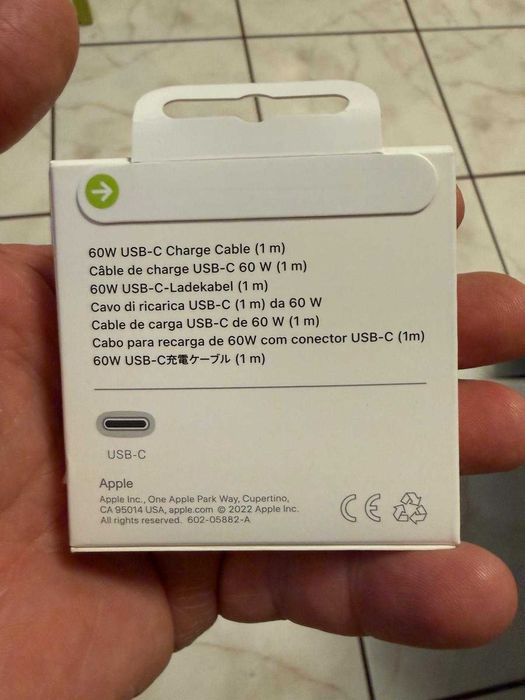 60W USB-C Charge Cable (1 m)
Câble de charge USB-C 60 W (1 m)
60W USB-C-Ladekabel (1 m)
Cavo di ricarica USB-C (1 m) da 60 W
Cable de carga USB-C de 60 W (1 m)
Cabo para recarga de 60W com conector USB-C (1m)
60W USB-C充電ケーブル (1 m)
USB-C
Apple
Apple Inc., One Apple Park Way, Cupertino,
CA 95014 USA, apple.com © 2022 Apple Inc.
All rights reserved. 602-05882-A
CE